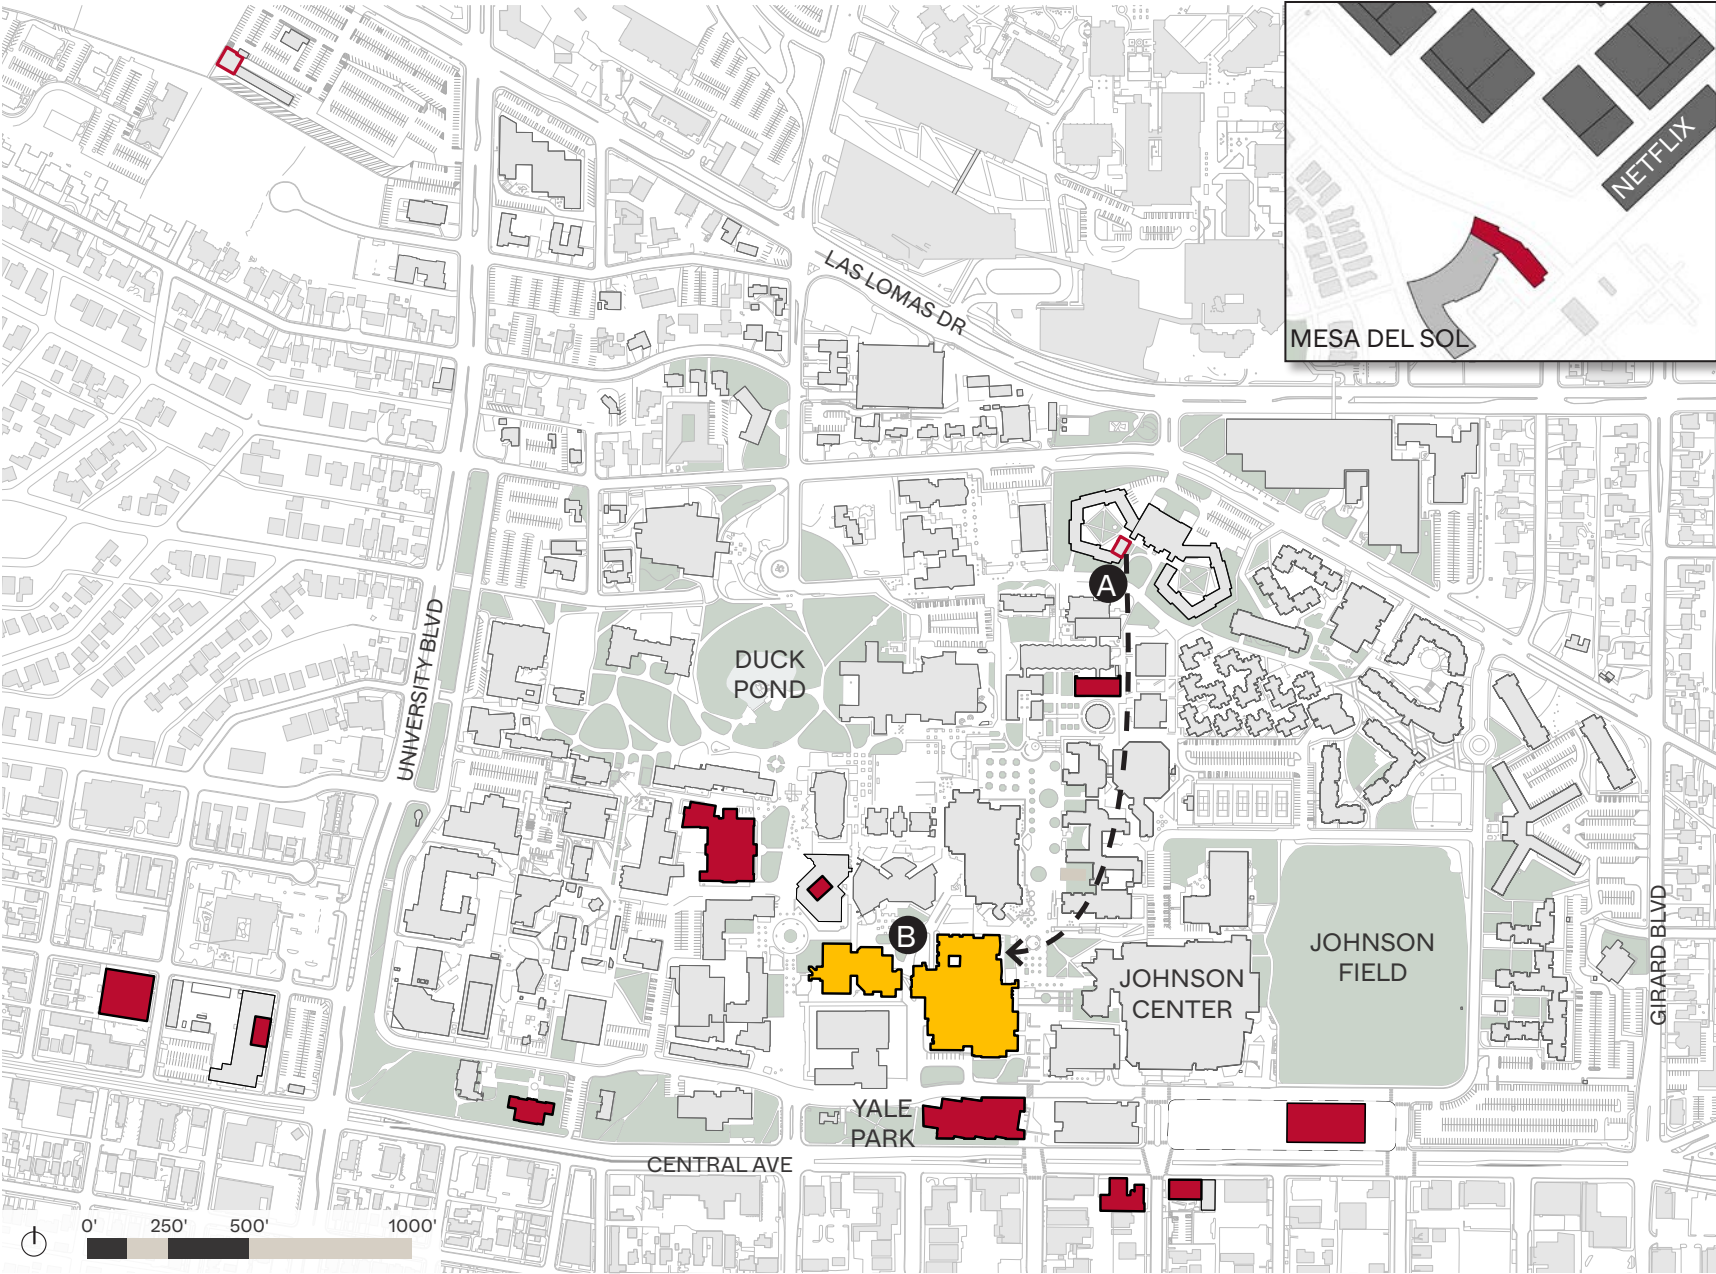 NETFLIX
MESA DEL SOL
LAS LOMAS DR
A
UNIVERSITY BLVD
DUCK
POND
B
JOHNSON
CENTER
JOHNSON
FIELD
GIRARD BLVD
YALE
PARK
CENTRAL AVE
0' 250' 500' 1000'